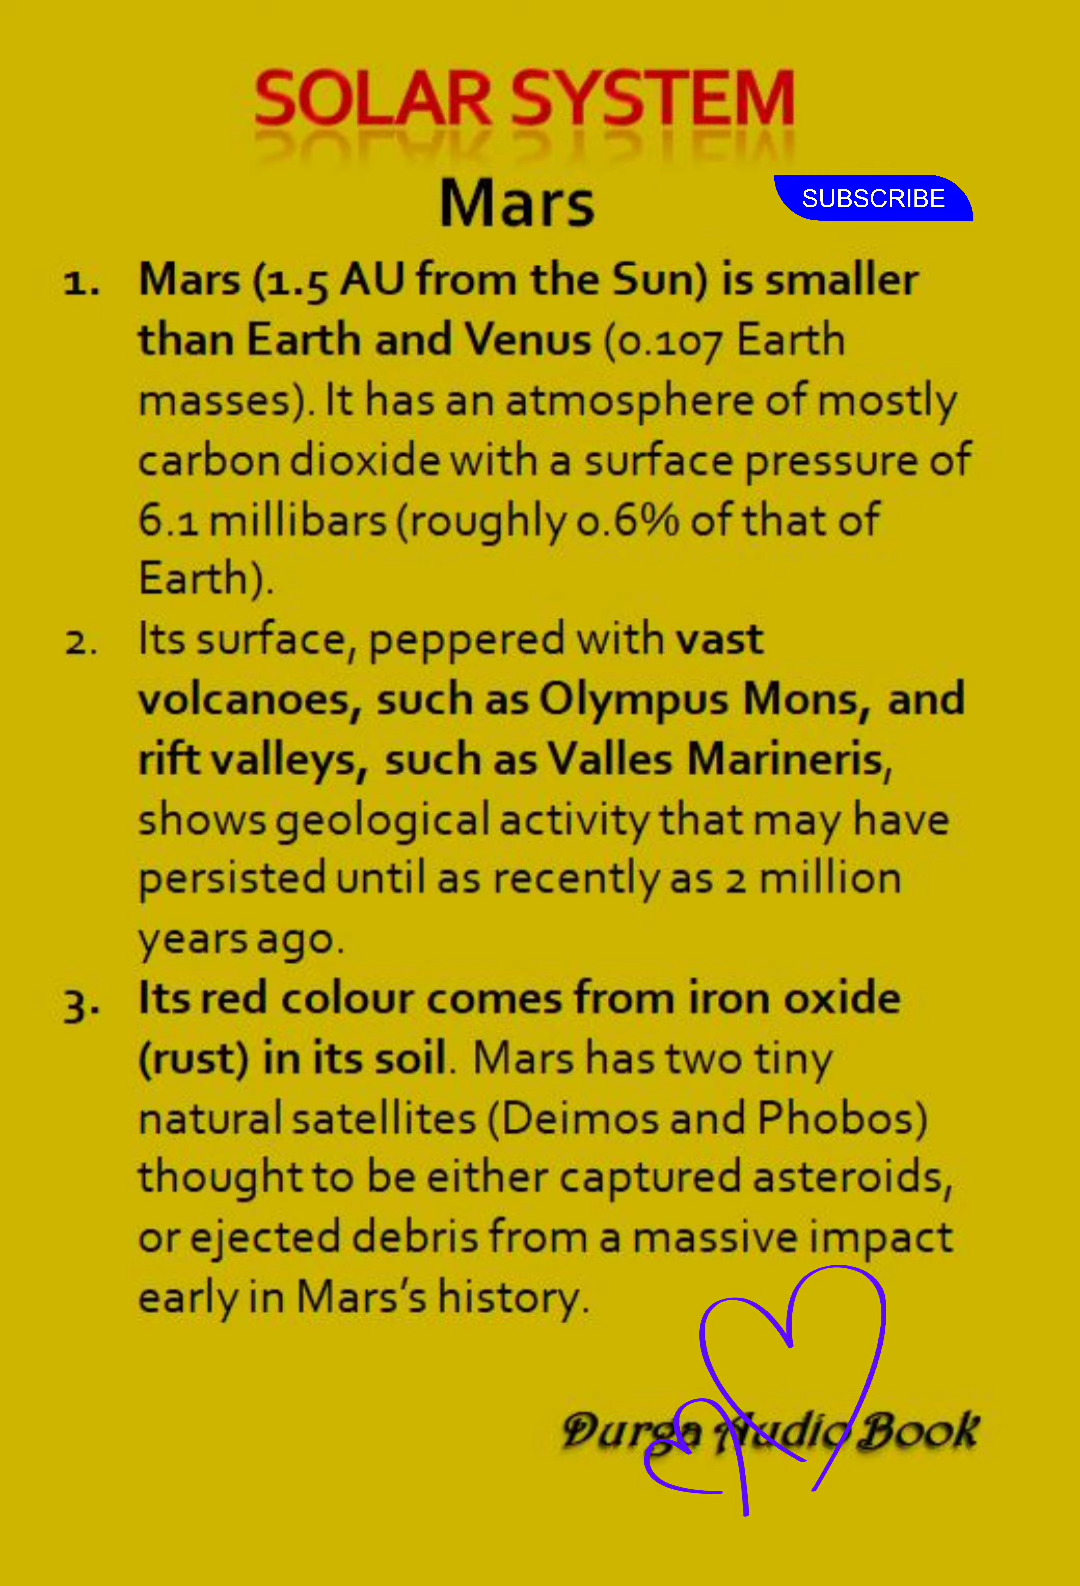 SOLAR SYSTEM
Mars
SUBSCRIBE
1. Mars (1.5 AU from the Sun) is smaller
than Earth and Venus (0.107 Earth
masses). It has an atmosphere of mostly
carbon dioxide with a surface pressure of
6.1 millibars (roughly 0.6% of that of
Earth).
2. Its surface, peppered with vast
volcanoes, such as Olympus Mons, and
rift valleys, such as Valles Marineris,
shows geological activity that may have
persisted until as recently as 2 million
years ago.
3. Its red colour comes from iron oxide
(rust) in its soil. Mars has two tiny
natural satellites (Deimos and Phobos)
thought to be either captured asteroids,
or ejected debris from a massive impact
early in Mars’s history.
Durga Audio Book